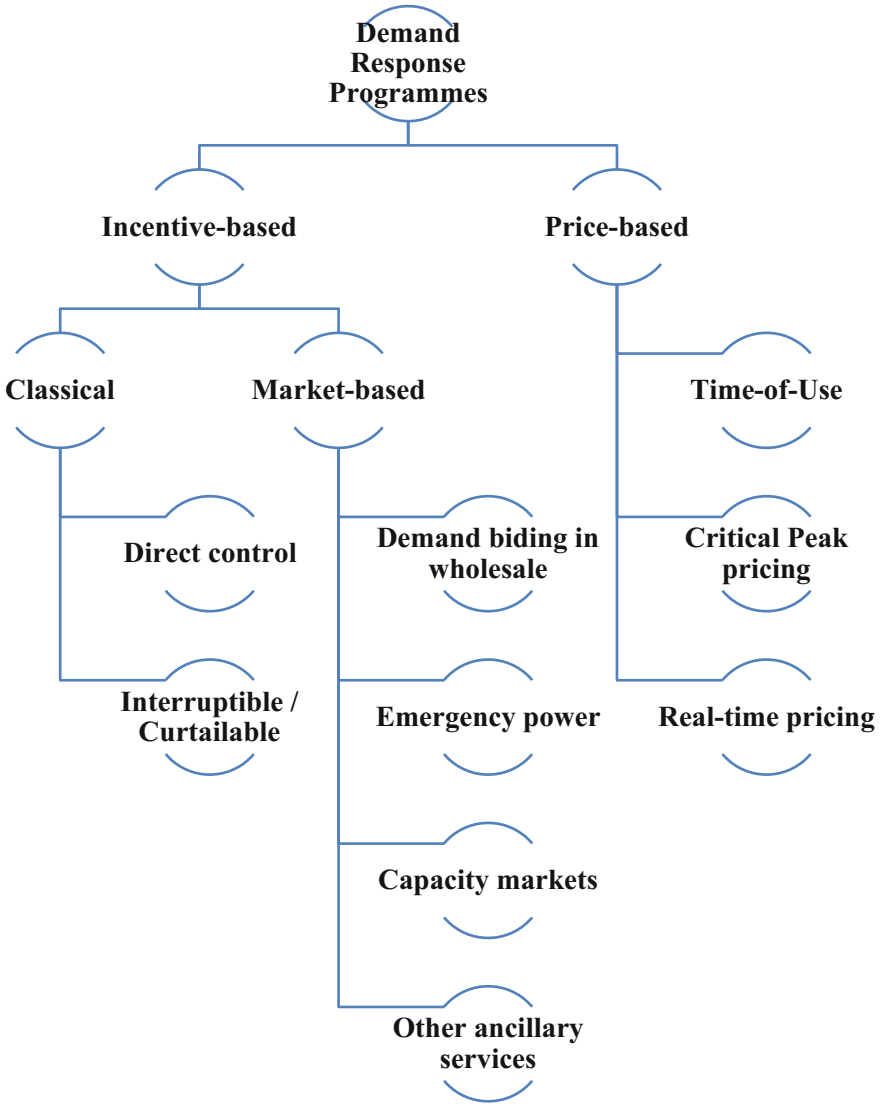 Demand
Response
Programmes
Incentive-based
Price-based
Classical
Market-based
Time-of-Use
Direct control
Demand biding in
wholesale
Critical Peak
pricing
Interruptible /
Curtailable
Emergency power
Real-time pricing
Capacity markets
Other ancillary
services